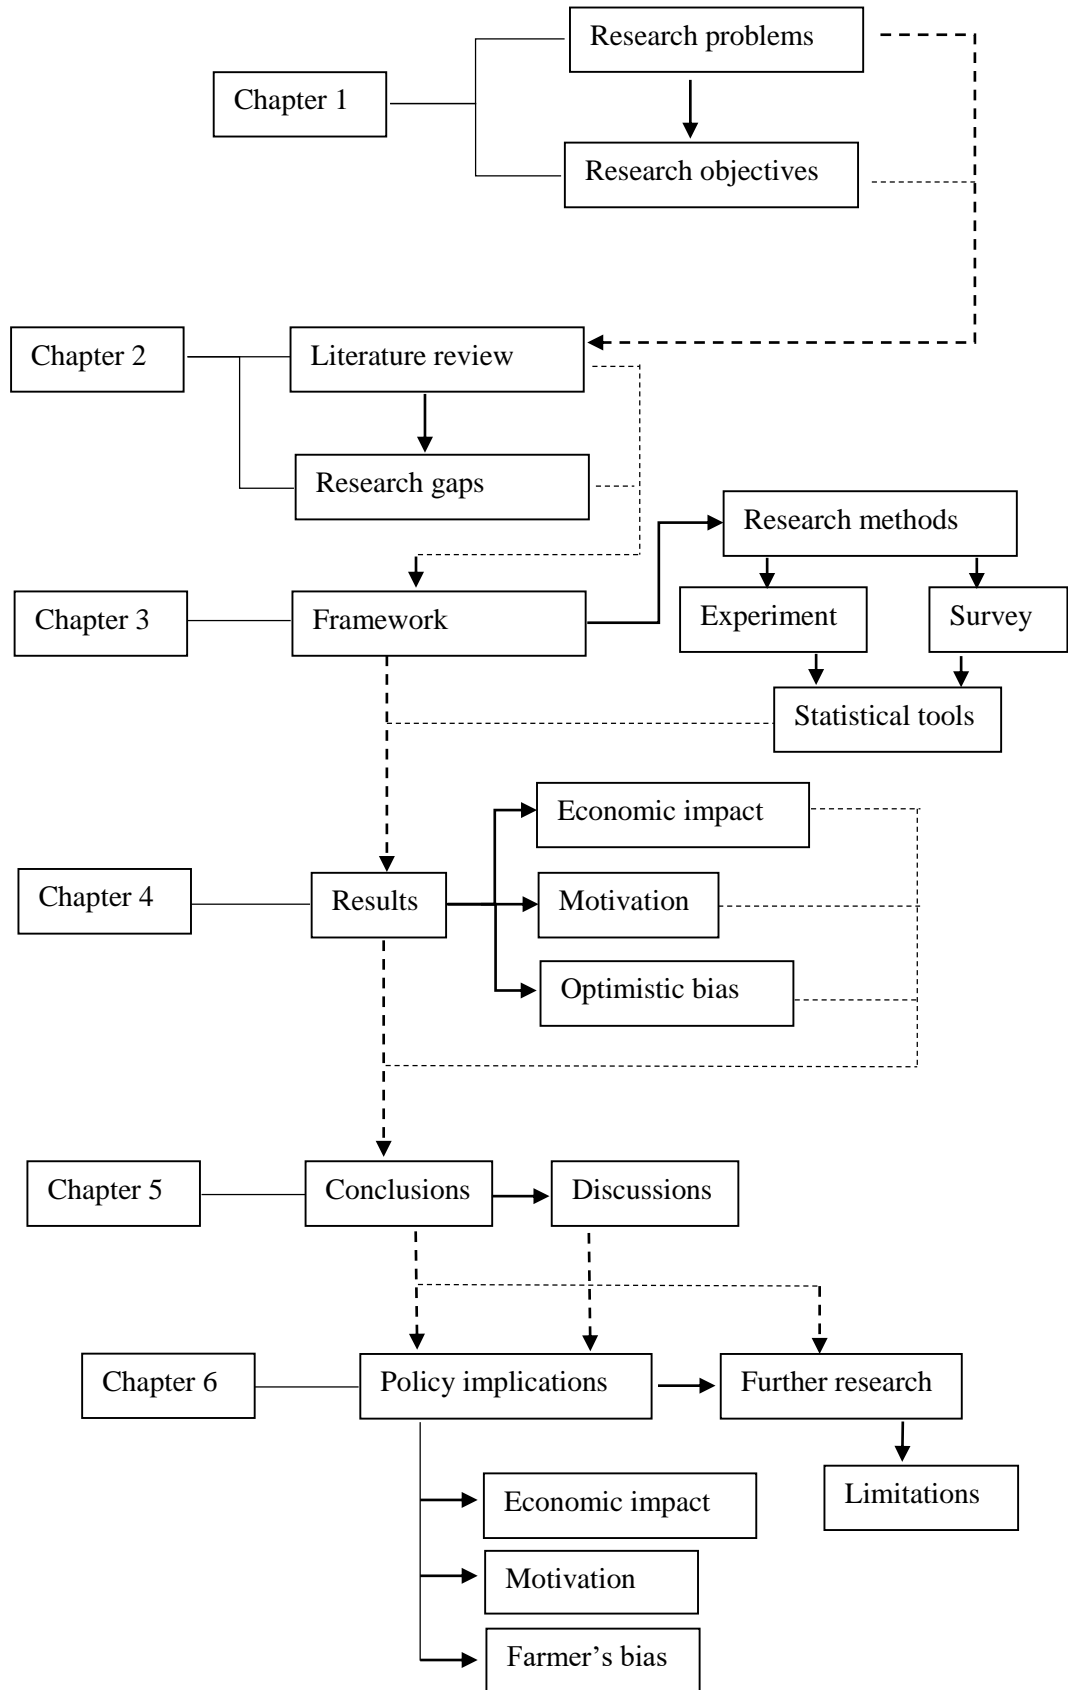 Research problems
Chapter 1
Research objectives
Chapter 2
Literature review
Research gaps
Research methods
Chapter 3
Framework
Experiment
Survey
Statistical tools
Economic impact
Chapter 4
Results
Motivation
Optimistic bias
Chapter 5
Conclusions
Discussions
Chapter 6
Policy implications
Further research
Economic impact
Limitations
Motivation
Farmer’s bias